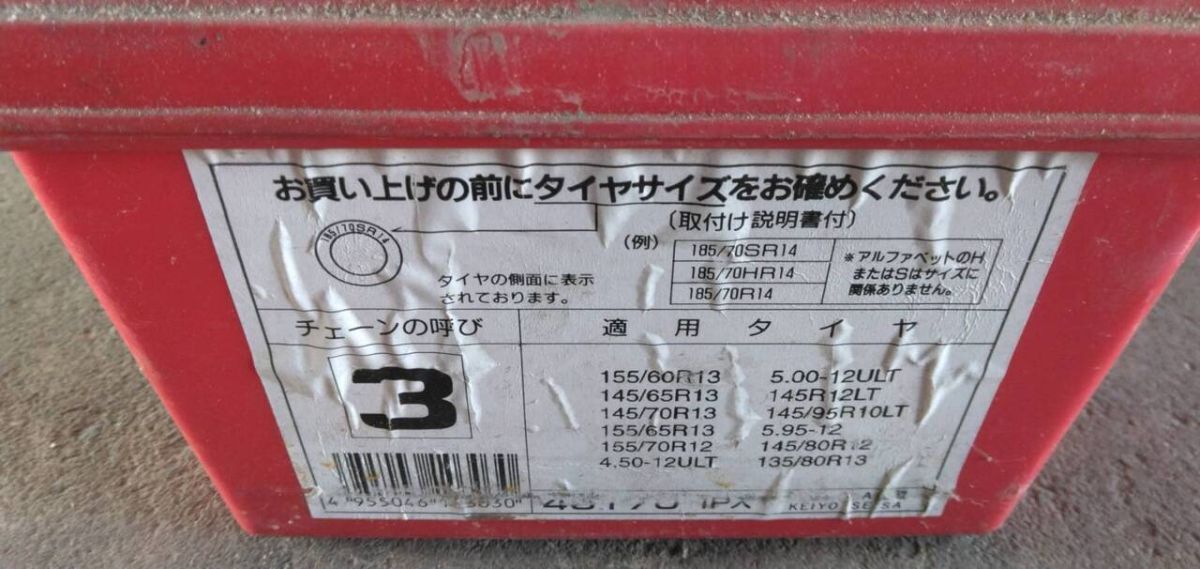 お買い上げの前にタイヤサイズをお確めください。
(取付け説明書付)
185/70SR14
タイヤの側面に表示
されております。
(例)
185/70SR14
185/70HR14
185/70R14
※アルファベットのH
またはSはサイズに
関係ありません。
チェーンの呼び
適用タイヤ
3
155/60R13 5.00-12ULT
145/65R13 145R12LT
145/70R13 145/95R10LT
155/65R13 5.95-12
155/70R12 145/80R12
4.50-12ULT 135/80R13
4 955046
KEIYO